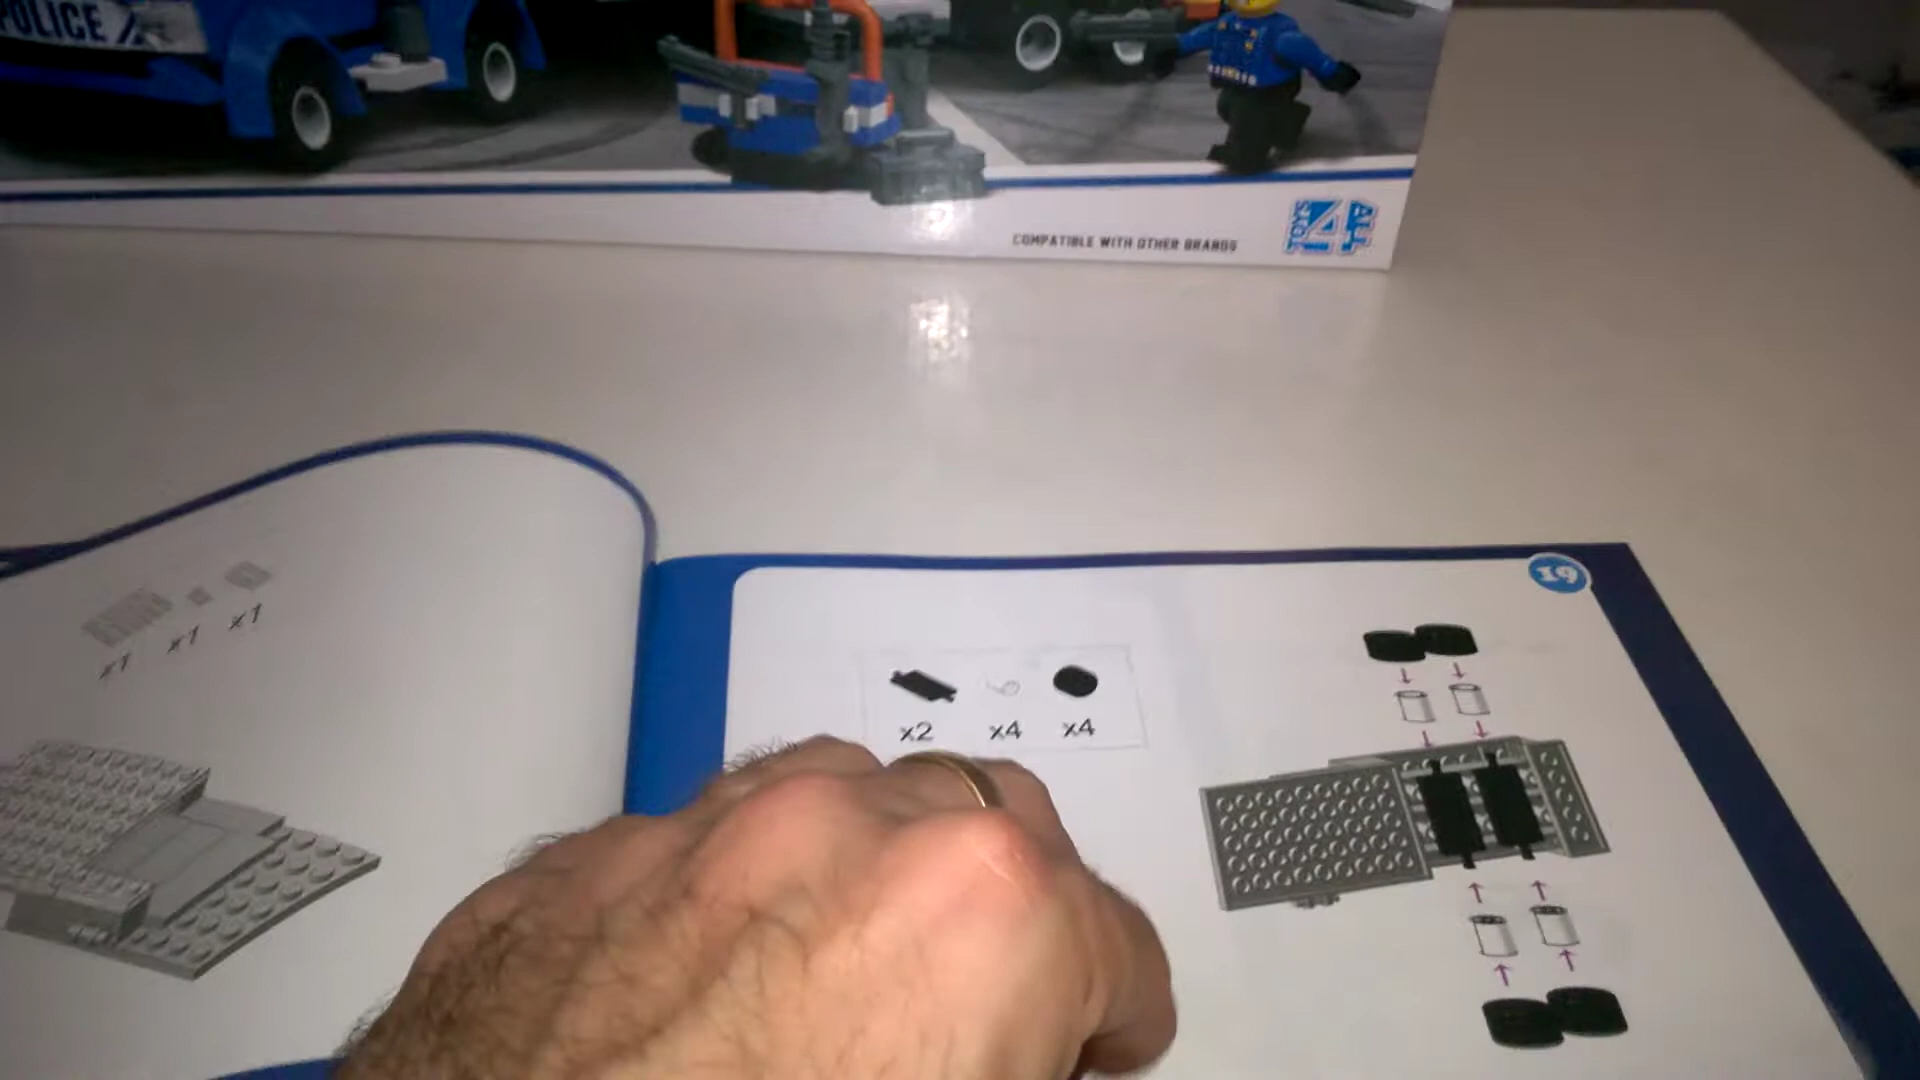 POLICE
COMPATIBLE WITH OTHER BRANDS
ALL
4
TOYS
19
x1 x1 x1
x2 x4 x4